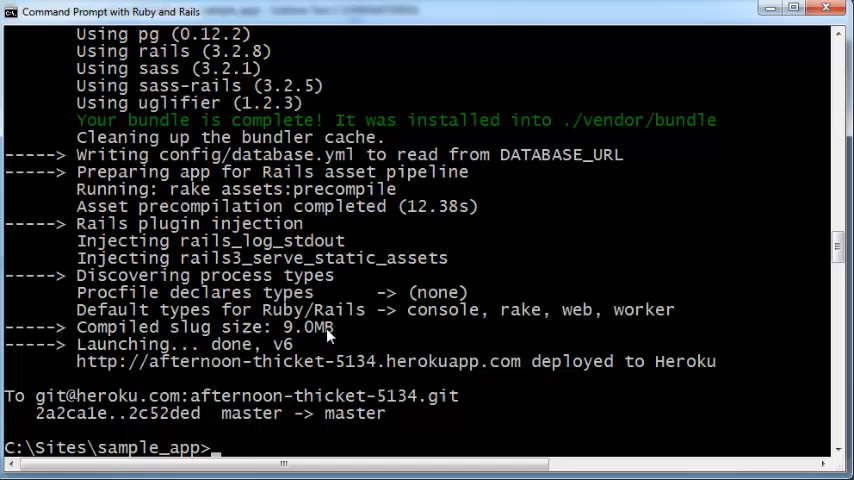 Command Prompt with Ruby and Rails
Using pg (0.12.2)
Using rails (3.2.8)
Using sass (3.2.1)
Using sass-rails (3.2.5)
Using uglifier (1.2.3)
Your bundle is complete! It was installed into ./vendor/bundle
Cleaning up the bundler cache.
-----> Writing config/database.yml to read from DATABASE_URL
-----> Preparing app for Rails asset pipeline
Running: rake assets:precompile
Asset precompilation completed (12.38s)
-----> Rails plugin injection
Injecting rails_log_stdout
Injecting rails3_serve_static_assets
-----> Discovering process types
Procfile declares types     -> (none)
Default types for Ruby/Rails -> console, rake, web, worker
-----> Compiled slug size: 9.0MB
-----> Launching... done, v6
http://afternoon-thicket-5134.herokuapp.com deployed to Heroku
To git@heroku.com:afternoon-thicket-5134.git
2a2ca1e..2c52ded  master -> master
C:\Sites\sample_app>